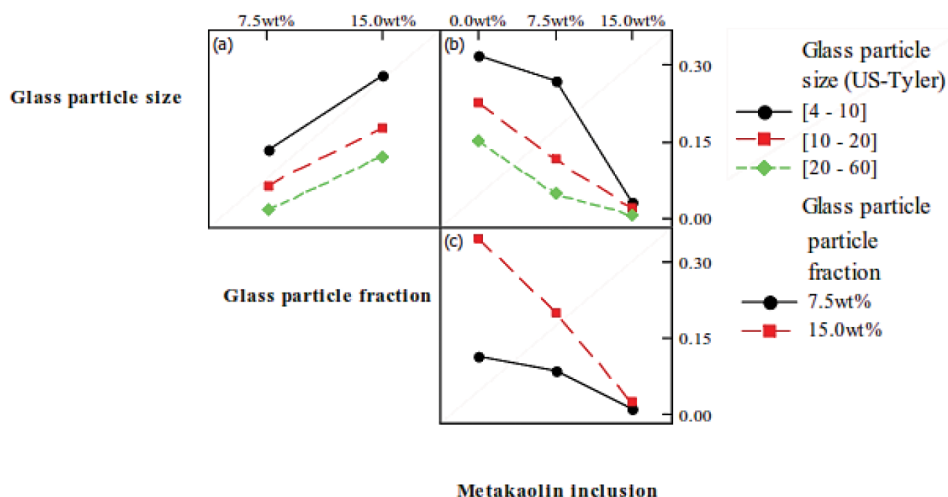 7.5wt% 15.0wt% 0.0wt% 7.5wt% 15.0wt%
(a) (b)
Glass particle size
0.30
0.15
0.00
Glass particle
size (US-Tyler)
[4 - 10]
[10 - 20]
[20 - 60]
Glass particle
particle
fraction
7.5wt%
15.0wt%
(c)
Glass particle fraction
0.30
0.15
0.00
Metakaolin inclusion